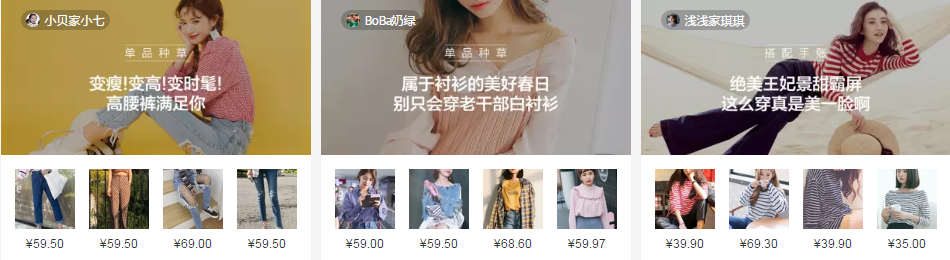 小贝家小七
单品种草
变瘦!变高!变时髦!
高腰裤满足你
¥59.50
¥59.50
¥69.00
¥59.50
BoBa奶绿
单品种草
属于衬衫的美好春日
别只会穿老干部白衬衫
¥59.00
¥59.50
¥68.60
¥59.97
浅浅家琪琪
搭配手账
绝美王妃景甜霸屏
这么穿真是美一脸啊
¥39.90
¥69.30
¥39.90
¥35.00